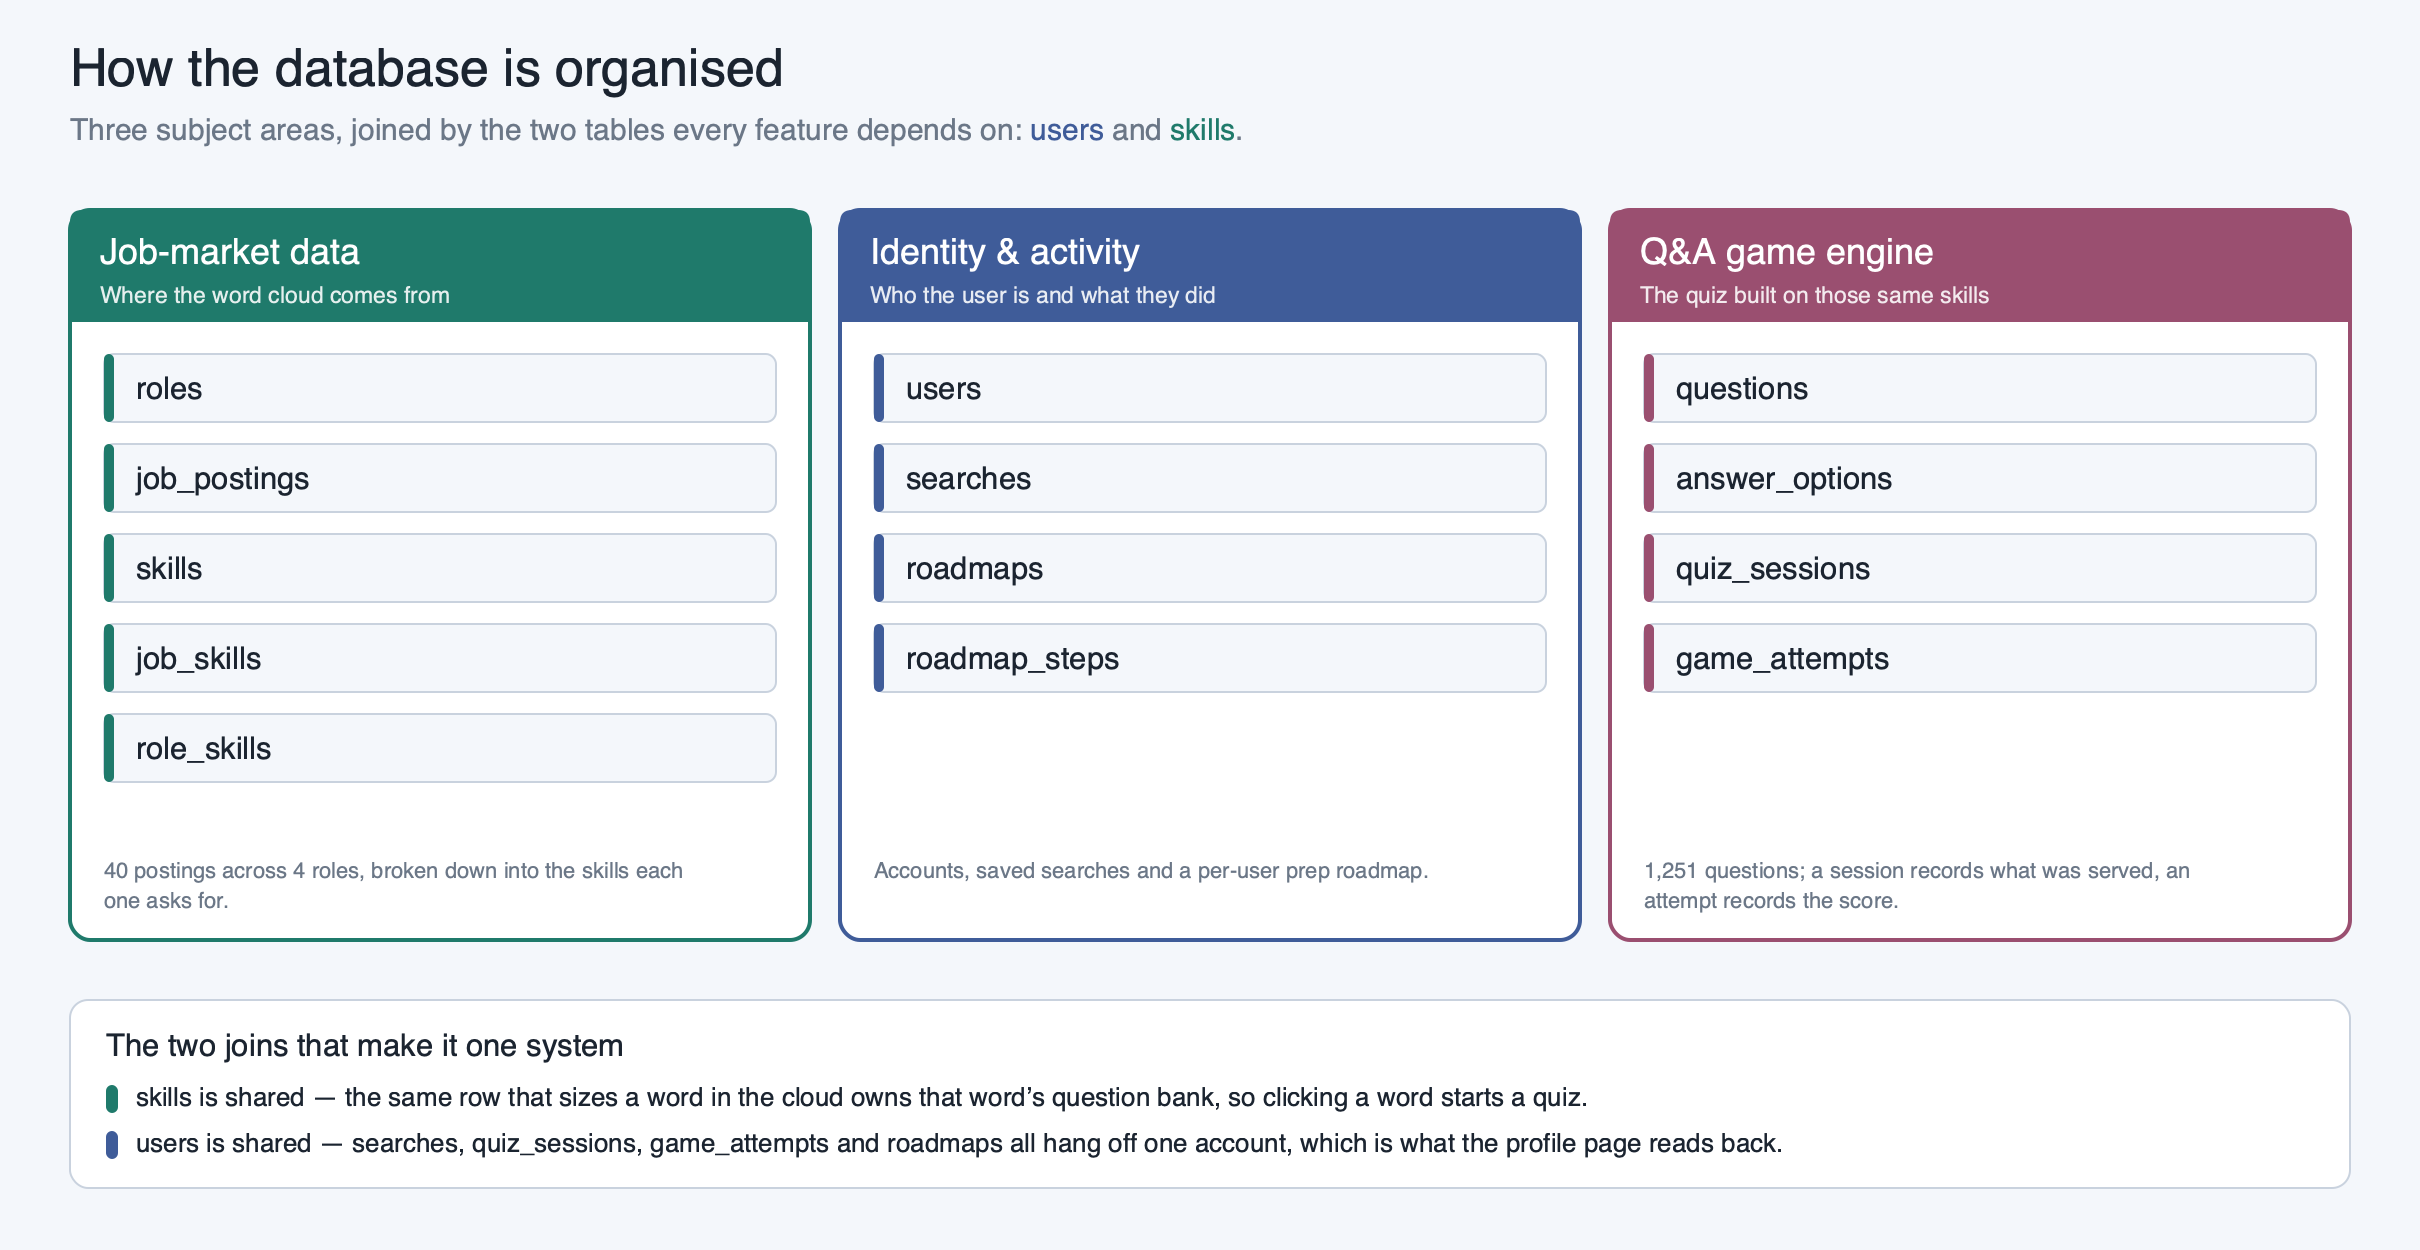 How the database is organised
Three subject areas, joined by the two tables every feature depends on: users and skills.
Job-market data
Where the word cloud comes from
roles
job_postings
skills
job_skills
role_skills
40 postings across 4 roles, broken down into the skills each
one asks for.
Identity & activity
Who the user is and what they did
users
searches
roadmaps
roadmap_steps
Accounts, saved searches and a per-user prep roadmap.
Q&A game engine
The quiz built on those same skills
questions
answer_options
quiz_sessions
game_attempts
1,251 questions; a session records what was served, an
attempt records the score.
The two joins that make it one system
skills is shared — the same row that sizes a word in the cloud owns that word’s question bank, so clicking a word starts a quiz.
users is shared — searches, quiz_sessions, game_attempts and roadmaps all hang off one account, which is what the profile page reads back.